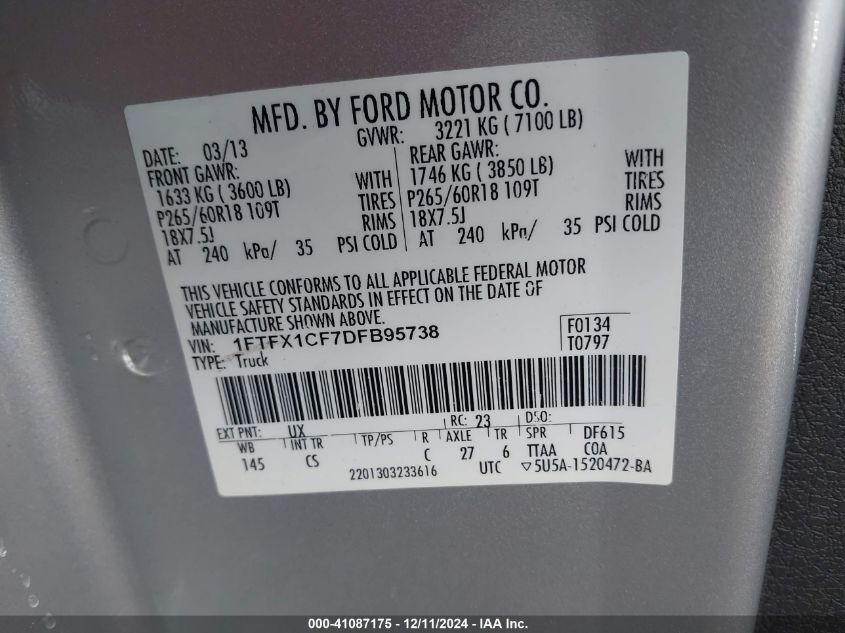 MFD. BY FORD MOTOR CO.
DATE: 03/13 GVWR: 3221 KG ( 7100 LB)
FRONT GAWR: REAR GAWR:
1633 KG ( 3600 LB) WITH 1746 KG ( 3850 LB) WITH
P265/60R18 109T TIRES P265/60R18 109T TIRES
18X7.5J RIMS 18X7.5J RIMS
AT 240 kPa/ 35 PSI COLD AT 240 kPa/ 35 PSI COLD
THIS VEHICLE CONFORMS TO ALL APPLICABLE FEDERAL MOTOR
VEHICLE SAFETY STANDARDS IN EFFECT ON THE DATE OF
MANUFACTURE SHOWN ABOVE.
VIN: 1FTFX1CF7DFB95738 F0134
TYPE: Truck T0797
EXT PNT: UX RC: 23 DSO:
WB INT TR TP/PS R AXLE TR SPR DF615
145 CS C 27 6 TTAA COA
2201303233616 UTC ▽5U5A-1520472-BA
000-41087175 - 12/11/2024 - IAA Inc.